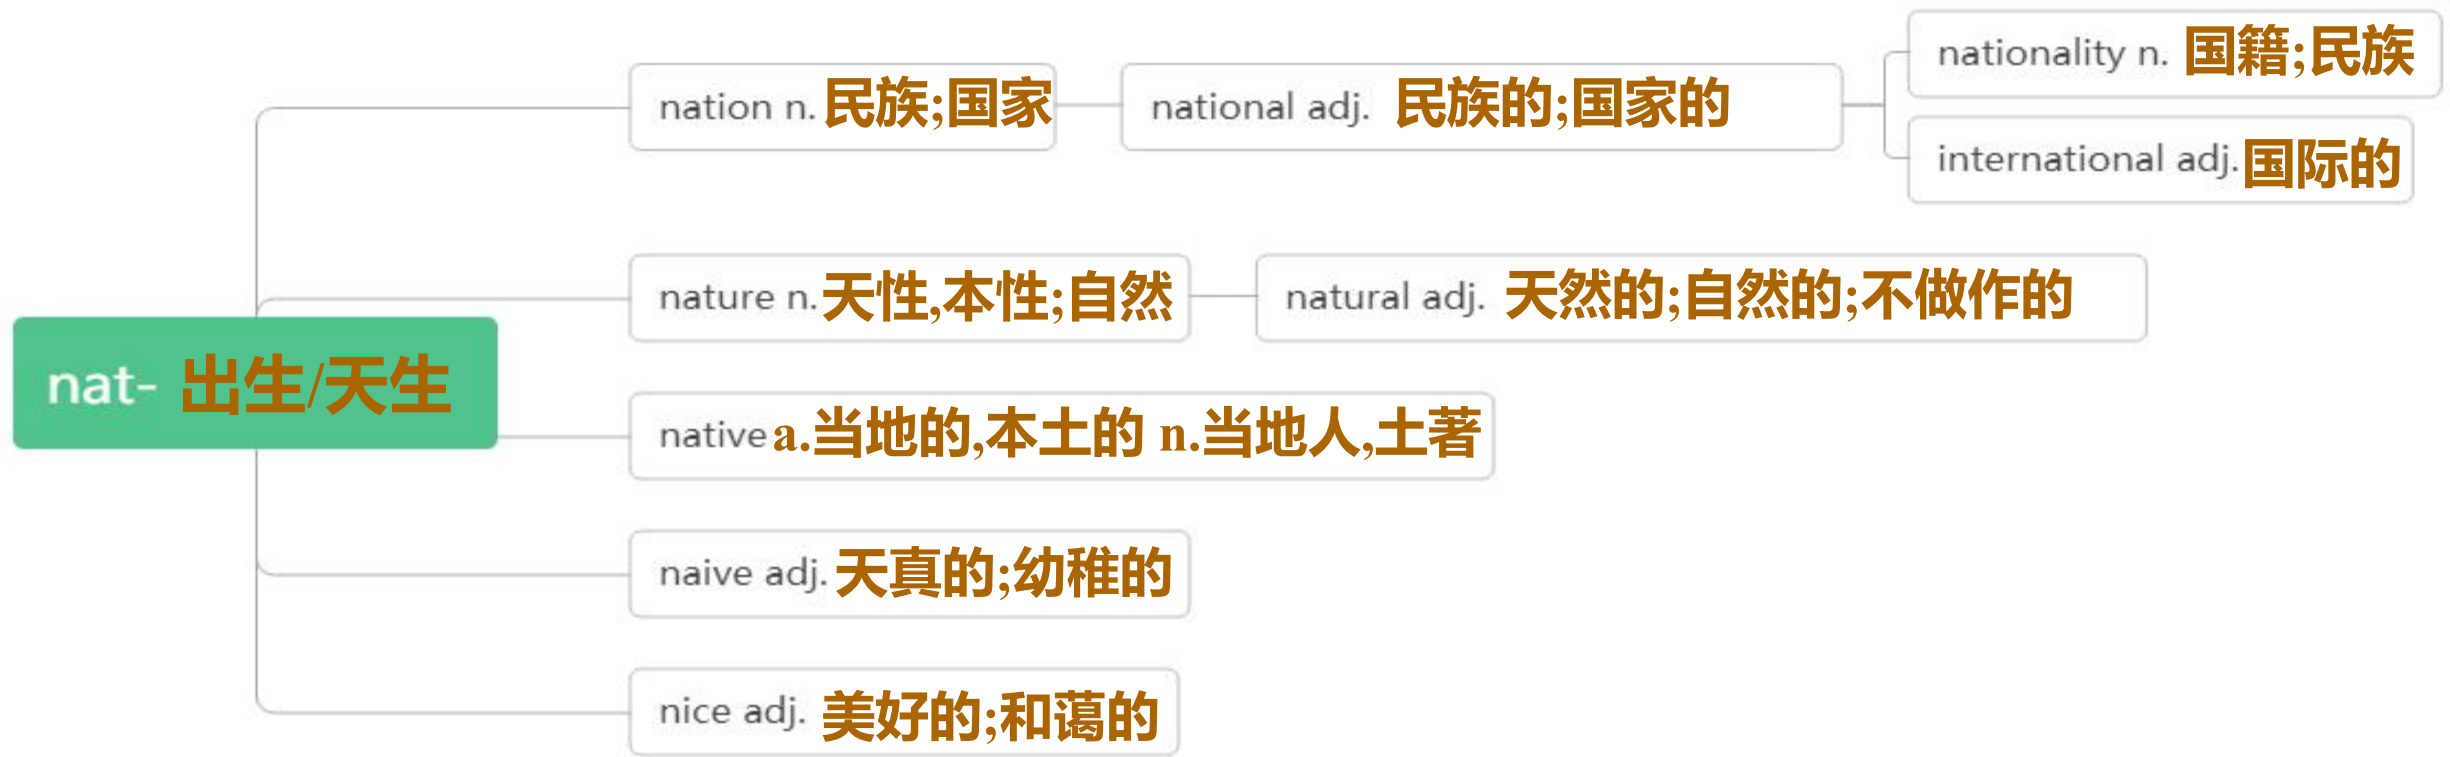 nat- 出生/天生
nation n. 民族;国家
national adj. 民族的;国家的
nationality n. 国籍;民族
international adj. 国际的
nature n. 天性,本性;自然
natural adj. 天然的;自然的;不做作的
native a.当地的,本土的 n.当地人,土著
naive adj. 天真的;幼稚的
nice adj. 美好的;和蔼的